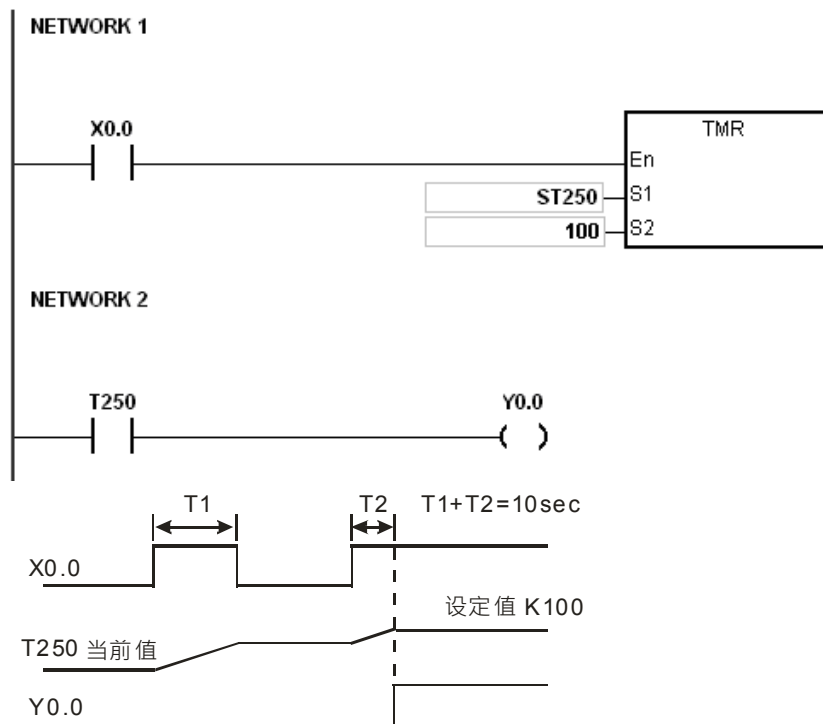 NETWORK 1
X0.0
TMR
En
ST250
S1
100
S2
NETWORK 2
T250
Y0.0
T1
T2
T1+T2=10sec
X0.0
设定值 K100
T250 当前值
Y0.0